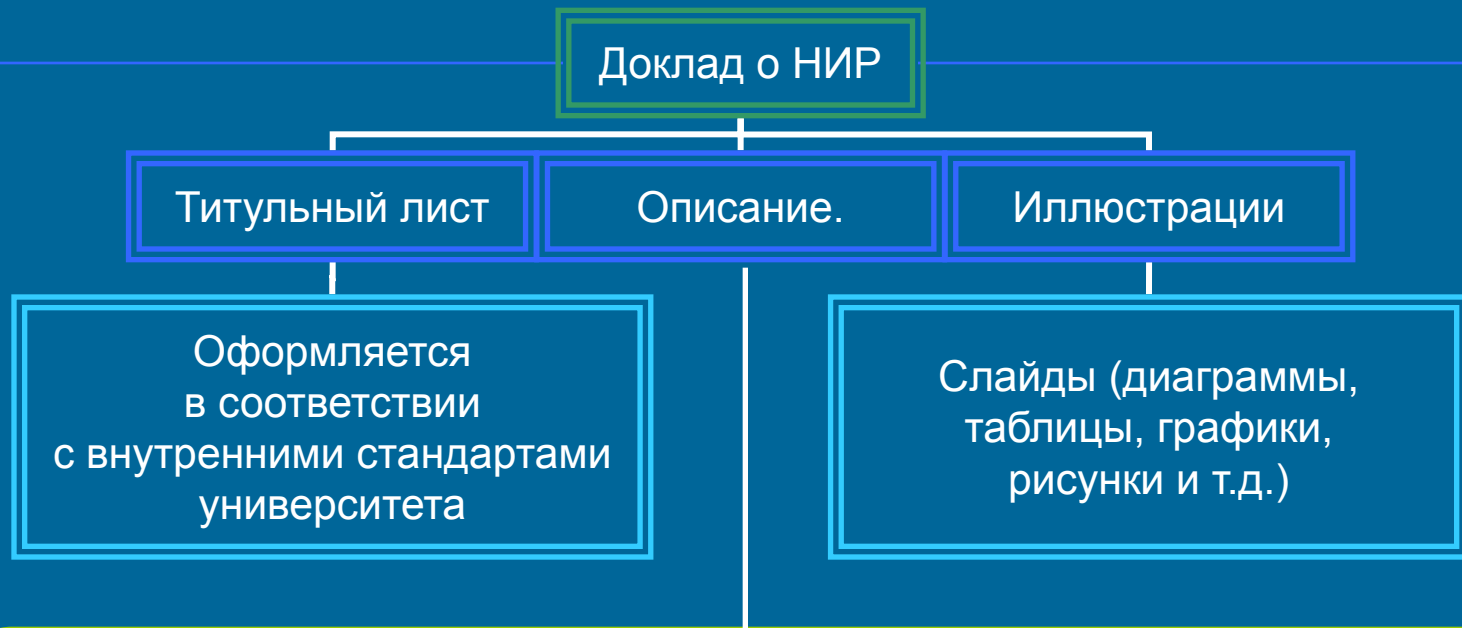 Доклад о НИР
Титульный лист
Описание.
Иллюстрации
Оформляется
в соответствии
с внутренними стандартами
университета
Слайды (диаграммы,
таблицы, графики,
рисунки и т.д.)